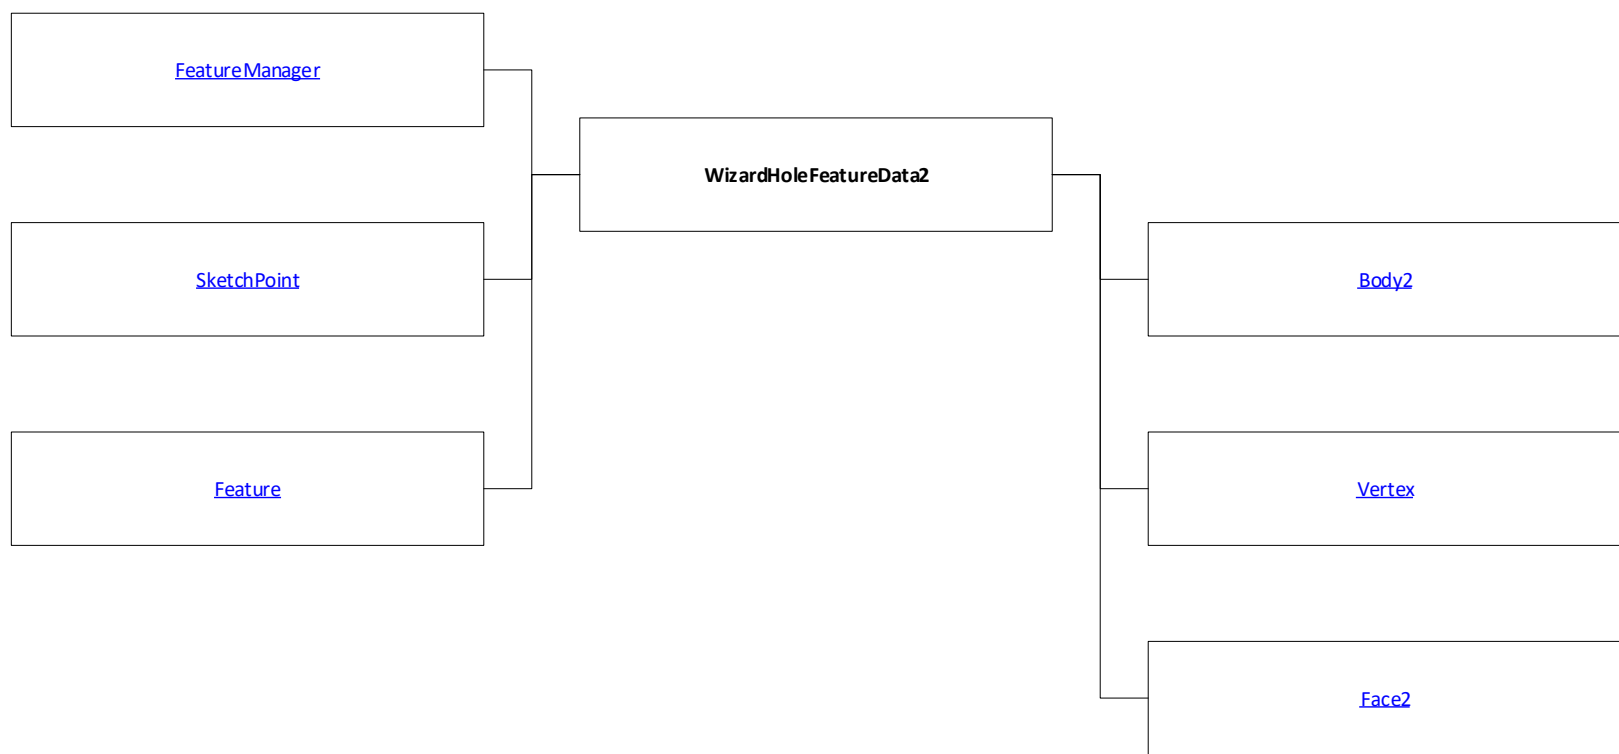 FeatureManager
WizardHoleFeatureData2
SketchPoint
Body2
Feature
Vertex
Face2